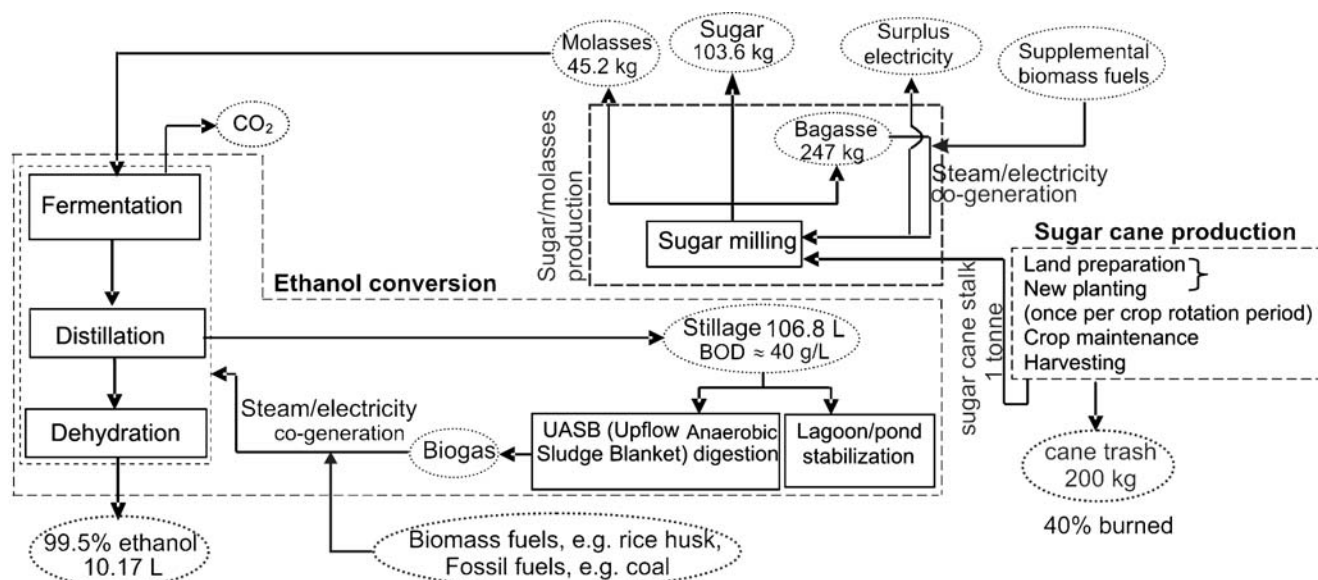 Molasses
45.2 kg
Sugar
103.6 kg
Surplus
electricity
Supplemental
biomass fuels
CO₂
Bagasse
247 kg
Steam/electricity
co-generation
Sugar/molasses
production
Fermentation
Sugar milling
Sugar cane production
Land preparation
New planting
(once per crop rotation period)
Crop maintenance
Harvesting
sugar cane stalk
1 tonne
Ethanol conversion
Distillation
Stillage 106.8 L
BOD ≈ 40 g/L
Steam/electricity
co-generation
Dehydration
Biogas
UASB (Upflow Anaerobic
Sludge Blanket) digestion
Lagoon/pond
stabilization
cane trash
200 kg
40% burned
99.5% ethanol
10.17 L
Biomass fuels, e.g. rice husk,
Fossil fuels, e.g. coal